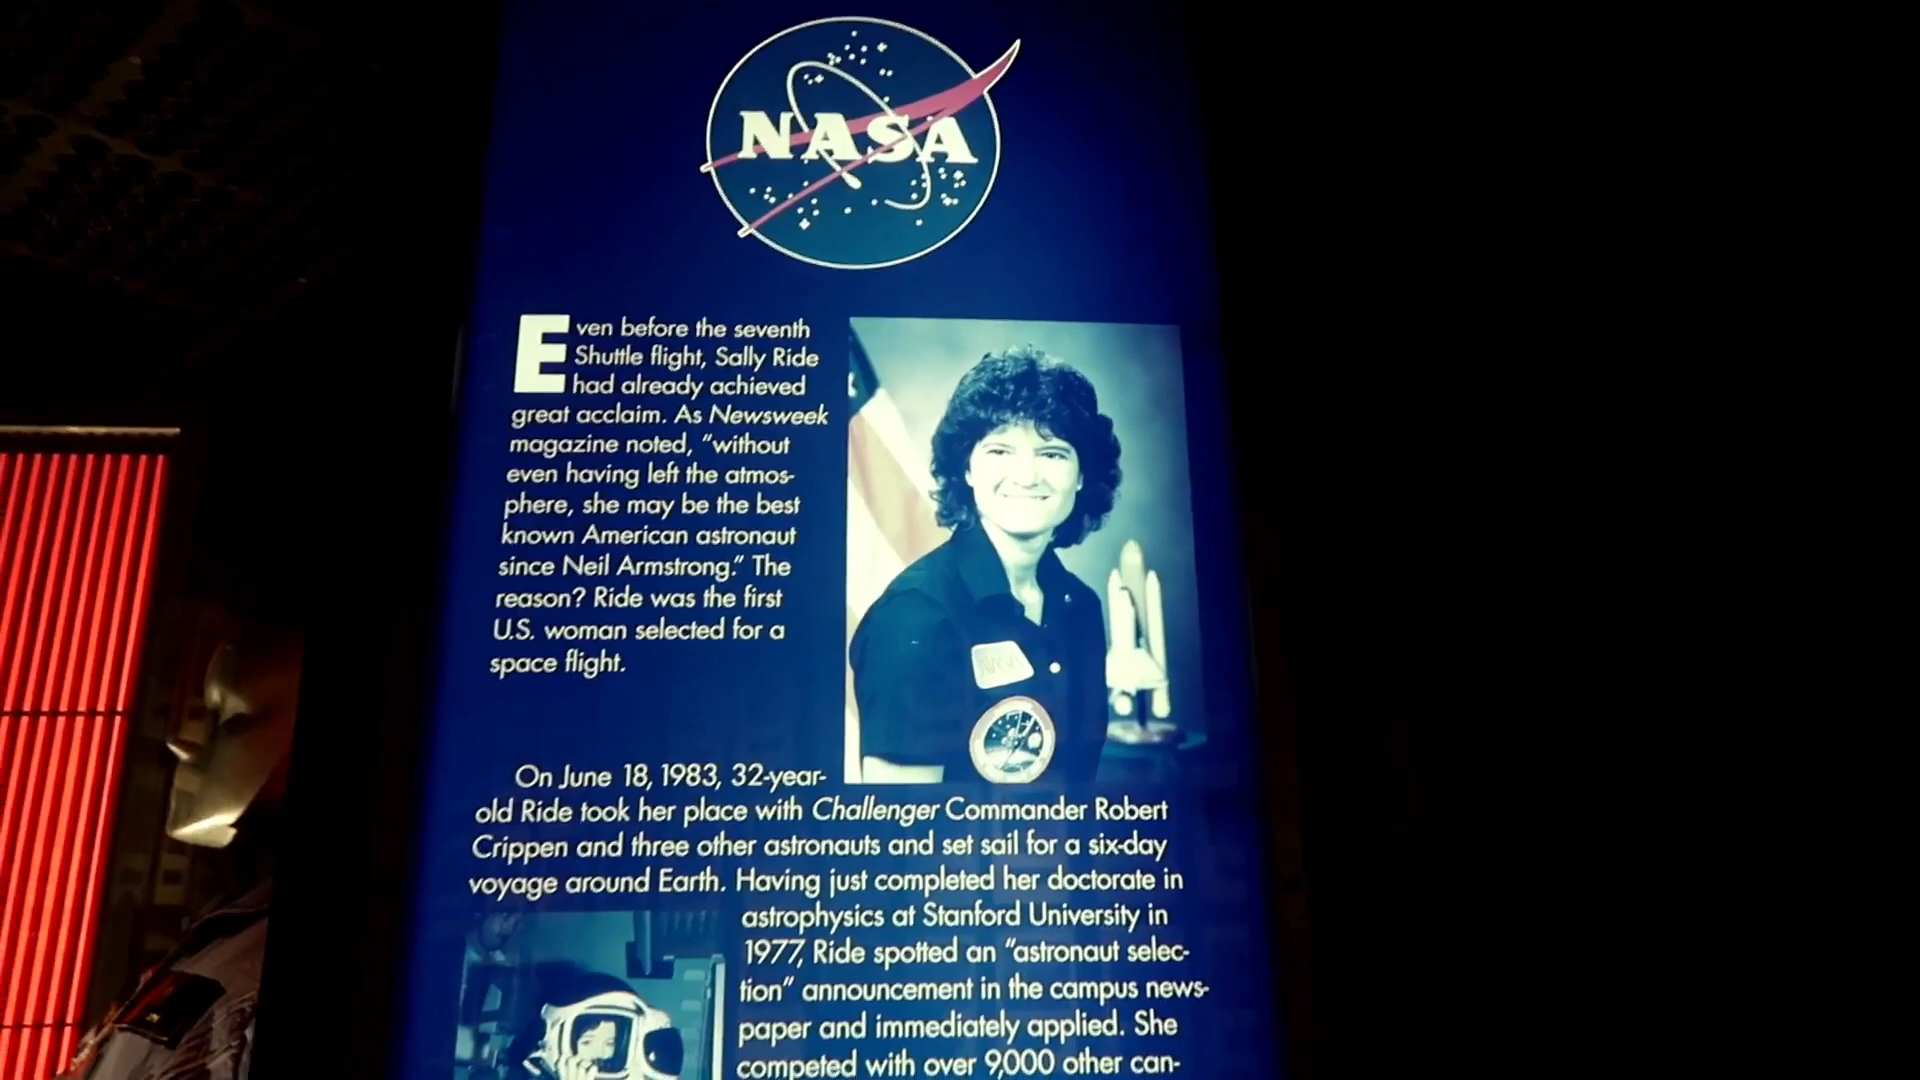 NASA
Even before the seventh
Shuttle flight, Sally Ride
had already achieved
great acclaim. As Newsweek
magazine noted, "without
even having left the atmos-
phere, she may be the best
known American astronaut
since Neil Armstrong." The
reason? Ride was the first
U.S. woman selected for a
space flight.
NASA
On June 18, 1983, 32-year-
old Ride took her place with Challenger Commander Robert
Crippen and three other astronauts and set sail for a six-day
voyage around Earth. Having just completed her doctorate in
astrophysics at Stanford University in
1977, Ride spotted an "astronaut selec-
tion" announcement in the campus news-
paper and immediately applied. She
competed with over 9,000 other can-